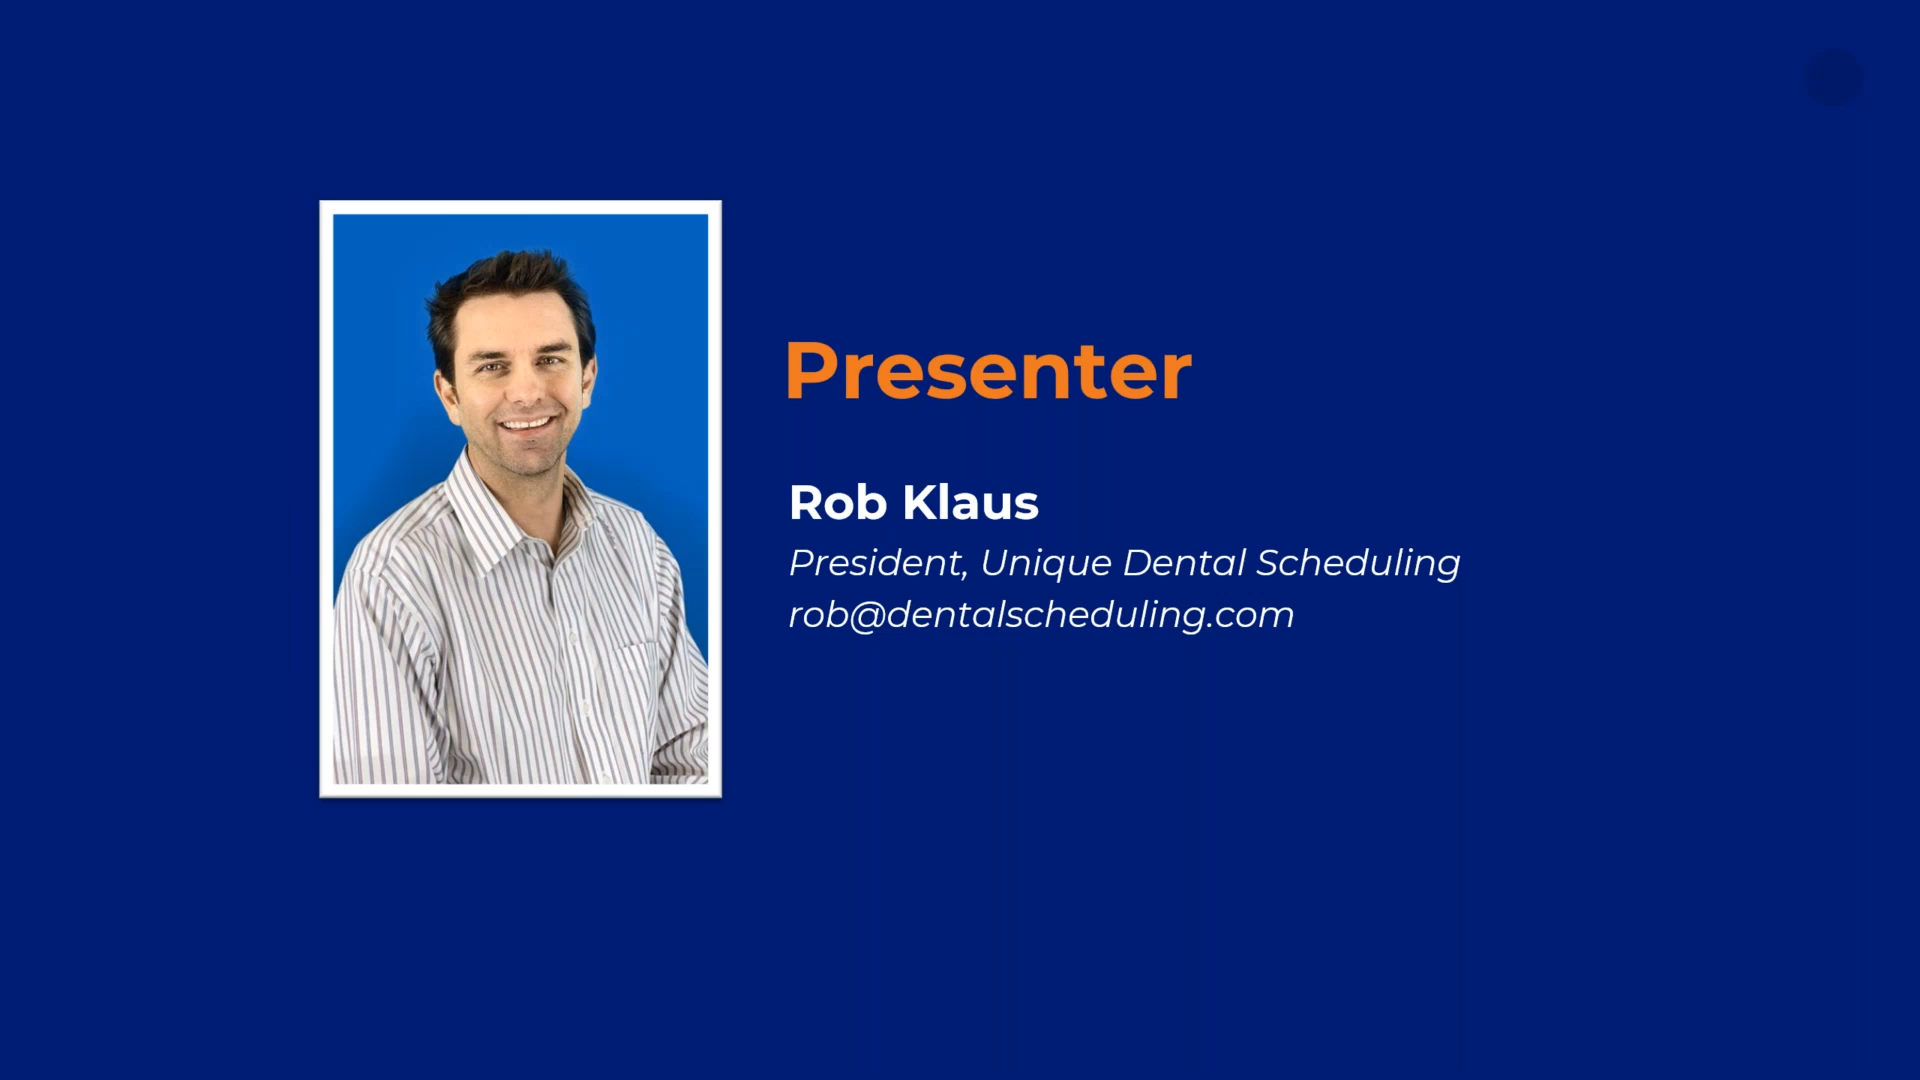 Presenter
Rob Klaus
President, Unique Dental Scheduling
rob@dentalscheduling.com